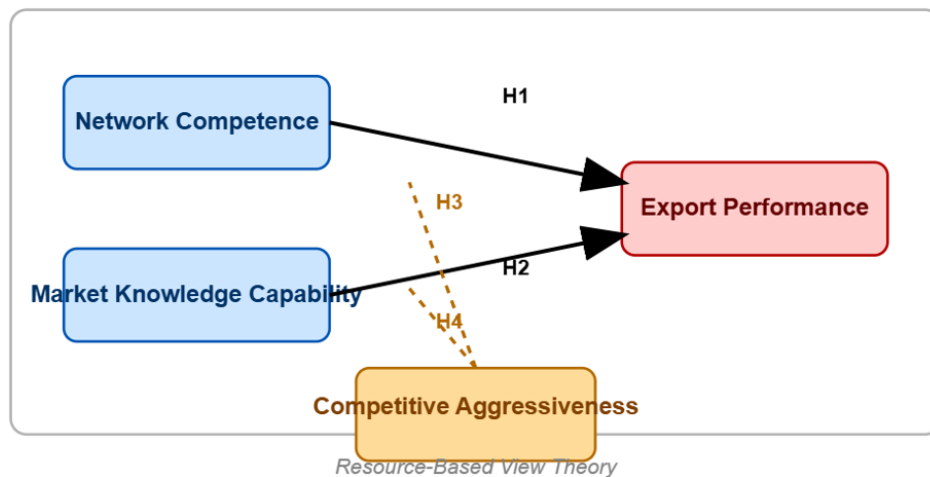 H1
Network Competence
H3
Export Performance
H2
Market Knowledge Capability
H4
Competitive Aggressiveness
Resource-Based View Theory